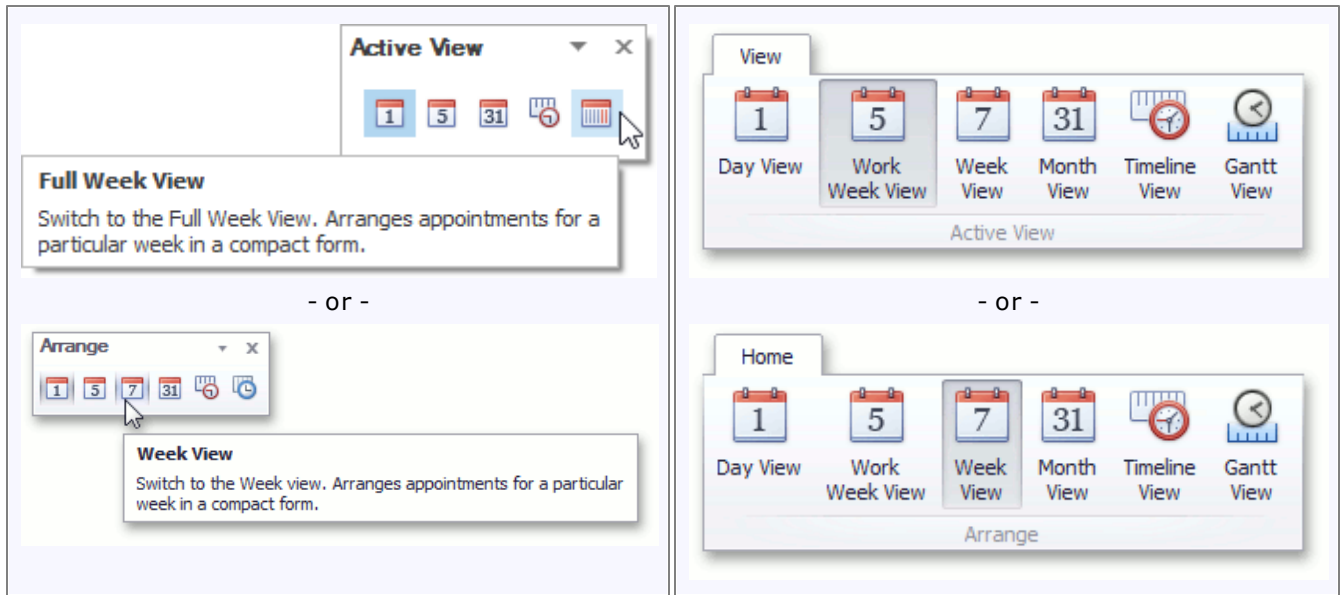 Active View
1 5 31
Full Week View
Switch to the Full Week View. Arranges appointments for a
particular week in a compact form.
- or -
Arrange
1 5 7 31
Week View
Switch to the Week view. Arranges appointments for a particular
week in a compact form.
View
1 5 7 31
Day View Work Week Month Timeline Gantt
Week View View View View View
Active View
- or -
Home
1 5 7 31
Day View Work Week Month Timeline Gantt
Week View View View View View
Arrange